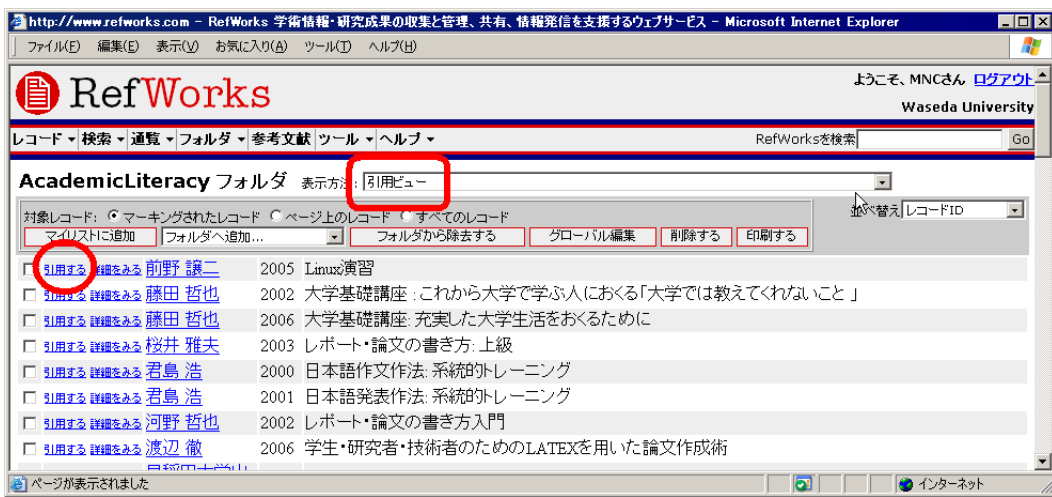 http://www.refworks.com - RefWorks 学術情報・研究成果の収集と管理、共有、情報発信を支援するウェブサービス - Microsoft Internet Explorer
ファイル(F) 編集(E) 表示(V) お気に入り(A) ツール(T) ヘルプ(H)
RefWorks
ようこそ、MNCさん ログアウト
Waseda University
レコード 検索 通覧 フォルダ 参考文献 ツール ヘルプ RefWorksを検索 Go
AcademicLiteracy フォルダ 表示方法: 引用ビュー
対象レコード: マーキングされたレコード ページ上のレコード すべてのレコード 並べ替え レコードID
マイリストに追加 フォルダへ追加... フォルダから除去する グローバル編集 削除する 印刷する
引用する 詳細をみる 前野 譲二 2005 Linux演習
引用する 詳細をみる 藤田 哲也 2002 大学基礎講座 : これから大学で学ぶ人におくる「大学では教えてくれないこと 」
引用する 詳細をみる 藤田 哲也 2006 大学基礎講座: 充実した大学生活をおくるために
引用する 詳細をみる 桜井 雅夫 2003 レポート・論文の書き方: 上級
引用する 詳細をみる 君島 浩 2000 日本語作文作法: 系統的トレーニング
引用する 詳細をみる 君島 浩 2001 日本語発表作法: 系統的トレーニング
引用する 詳細をみる 河野 哲也 2002 レポート・論文の書き方入門
引用する 詳細をみる 渡辺 徹 2006 学生・研究者・技術者のためのLATEXを用いた論文作成術
ページが表示されました インターネット